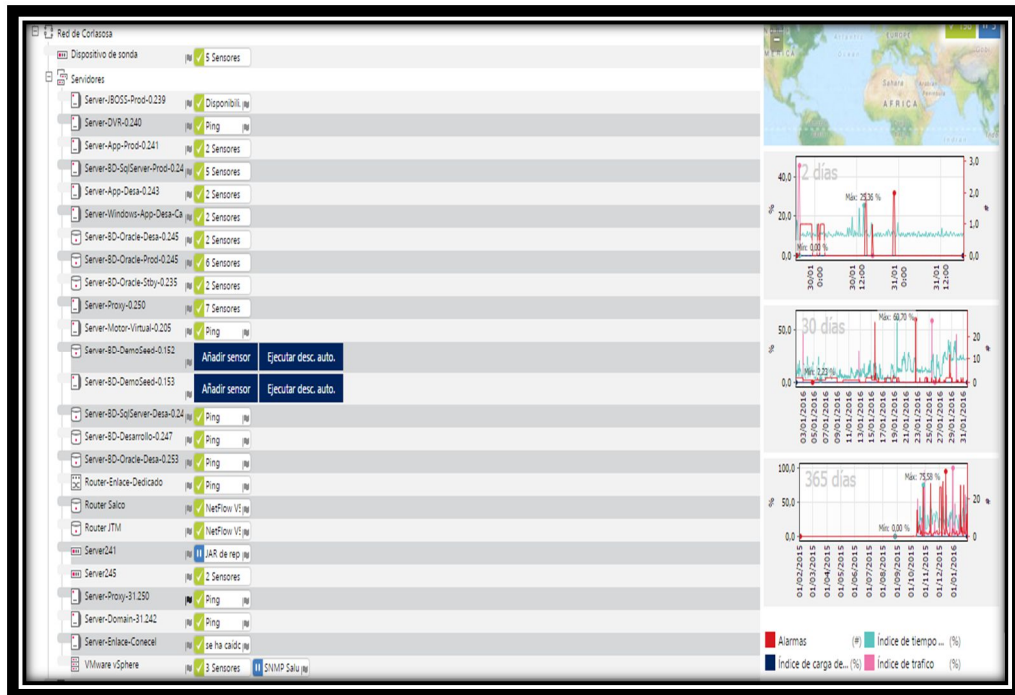 Red de Corlasosa
Dispositivo de sonda 5 Sensores
Servidores
Server-JBOSS-Prod-0.239 Disponibili.
Server-DVR-0.240 Ping
Server-App-Prod-0.241 2 Sensores
Server-BD-SqlServer-Prod-0.24 5 Sensores
Server-App-Desa-0.243 2 Sensores
Server-Windows-App-Desa-Ca 2 Sensores
Server-BD-Oracle-Desa-0.245 2 Sensores
Server-BD-Oracle-Prod-0.245 6 Sensores
Server-BD-Oracle-Stby-0.235 2 Sensores
Server-Proxy-0.250 7 Sensores
Server-Motor-Virtual-0.205 Ping
Server-BD-DemoSeed-0.152 Añadir sensor Ejecutar desc. auto.
Server-BD-DemoSeed-0.153 Añadir sensor Ejecutar desc. auto.
Server-BD-SqlServer-Desa-0.24 Ping
Server-BD-Desarrollo-0.247 Ping
Server-BD-Oracle-Desa-0.253 Ping
Router-Enlace-Dedicado Ping
Router Salco NetFlow V5
Router JTM NetFlow V5
Server241 JAR de rep
Server245 2 Sensores
Server-Proxy-31.250 Ping
Server-Domain-31.242 Ping
Server-Enlace-Conecel se ha caído
VMware vSphere 3 Sensores SNMP Salu
EUROPE
Sahara Arabian Peninsula
AFRICA
2 días
Máx: 25,36 %
Mín: 0,00 %
40,0
20,0
0,0
%
3,0
2,0
1,0
0,0
#
30/01 0:00
30/01 12:00
31/01 0:00
31/01 12:00
30 días
Máx: 60,70 %
Mín: 2,23 %
50,0
0,0
%
20
10
0
#
03/01/2016
05/01/2016
07/01/2016
09/01/2016
11/01/2016
13/01/2016
15/01/2016
17/01/2016
19/01/2016
21/01/2016
23/01/2016
25/01/2016
27/01/2016
29/01/2016
31/01/2016
365 días
Máx: 75,58 %
Mín: 0,00 %
100,0
50,0
0,0
%
20
0
#
01/02/2015
01/03/2015
01/04/2015
01/05/2015
01/06/2015
01/07/2015
01/08/2015
01/09/2015
01/10/2015
01/11/2015
01/12/2015
01/01/2016
Alarmas (#) Índice de tiempo ... (%)
Índice de carga de... (%) Índice de trafico (%)